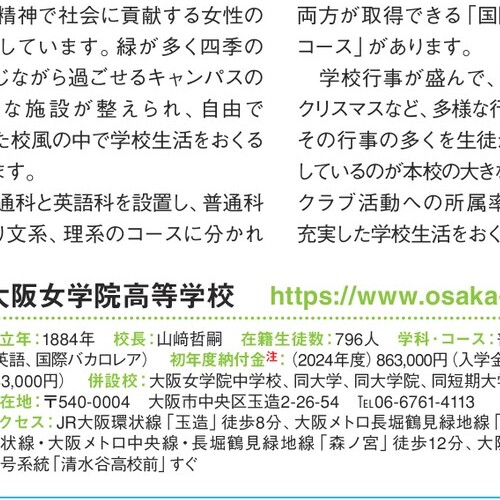 精神で社会に貢献する女性の
しています。緑が多く四季の
じながら過ごせるキャンパスの
な施設が整えられ、自由で
た校風の中で学校生活をおくる
ます。
通科と英語科を設置し、普通科
り文系、理系のコースに分かれ
両方が取得できる「国
コース」があります。
学校行事が盛んで、
クリスマスなど、多様な行
その行事の多くを生徒
しているのが本校の大き
クラブ活動への所属率
充実した学校生活をおく
大阪女学院高等学校 https://www.osaka-
立年：1884年 校長：山﨑哲嗣 在籍生徒数：796人 学科・コース：
英語、国際バカロレア） 初年度納付金注：（2024年度）863,000円（入学金
3,000円） 併設校：大阪女学院中学校、同大学、同大学院、同短期大学
在地：〒540-0004 大阪市中央区玉造2-26-54 TEL06-6761-4113
クセス：JR大阪環状線「玉造」徒歩8分、大阪メトロ長堀鶴見緑地線「
状線・大阪メトロ中央線・長堀鶴見緑地線「森ノ宮」徒歩12分、大
号系統「清水谷高校前」すぐ